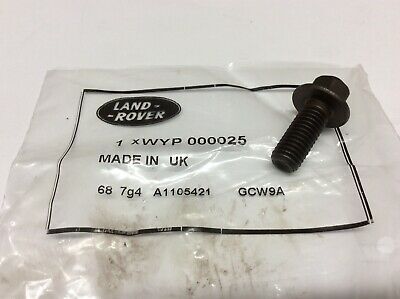 LAND-
-ROVER
1 xWYP 000025
MADE IN UK
68 7g4 A1105421 GCW9A